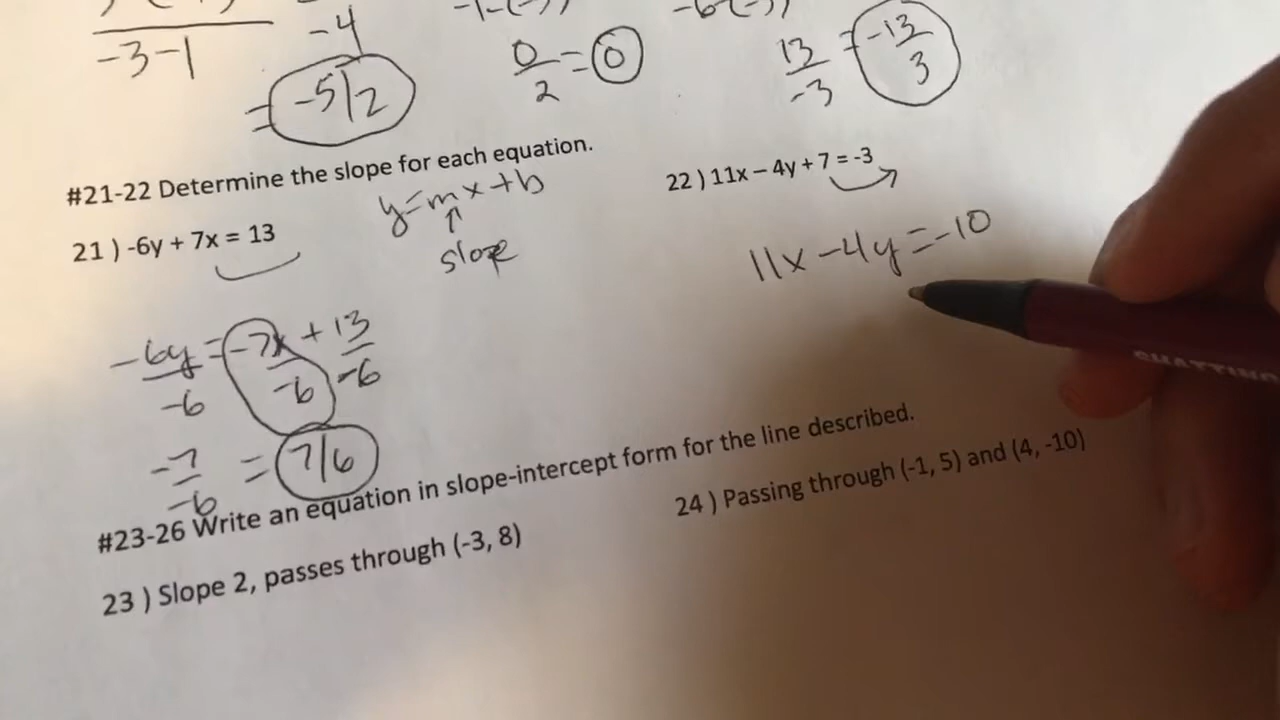 -3-1
-4
= -5/2
0/2 = 0
13/-3 = -13/3
#21-22 Determine the slope for each equation.
y=mx+b
slope
21 ) -6y + 7x = 13
-6y = -7x + 13
-6 -6 -6
-7/-6 = 7/6
22 ) 11x – 4y + 7 = -3
11x -4y = -10
#23-26 Write an equation in slope-intercept form for the line described.
23 ) Slope 2, passes through (-3, 8)
24 ) Passing through (-1, 5) and (4, -10)